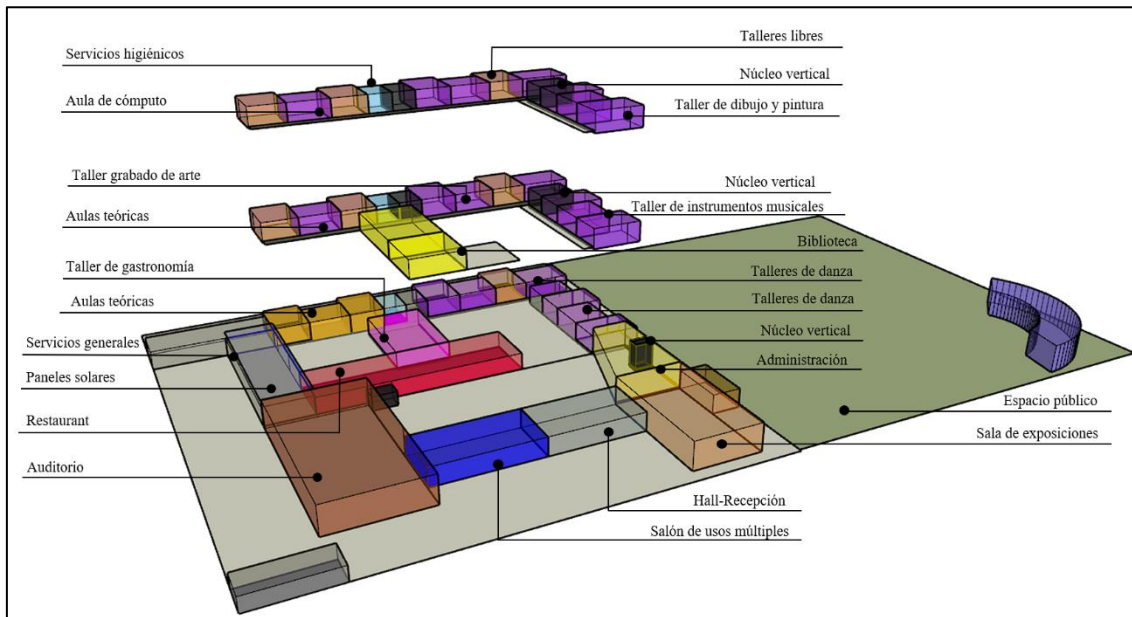 Servicios higiénicos
Talleres libres
Aula de cómputo
Núcleo vertical
Taller de dibujo y pintura
Taller grabado de arte
Núcleo vertical
Aulas teóricas
Taller de instrumentos musicales
Biblioteca
Taller de gastronomía
Talleres de danza
Aulas teóricas
Talleres de danza
Servicios generales
Núcleo vertical
Paneles solares
Administración
Restaurant
Espacio público
Auditorio
Sala de exposiciones
Hall-Recepción
Salón de usos múltiples